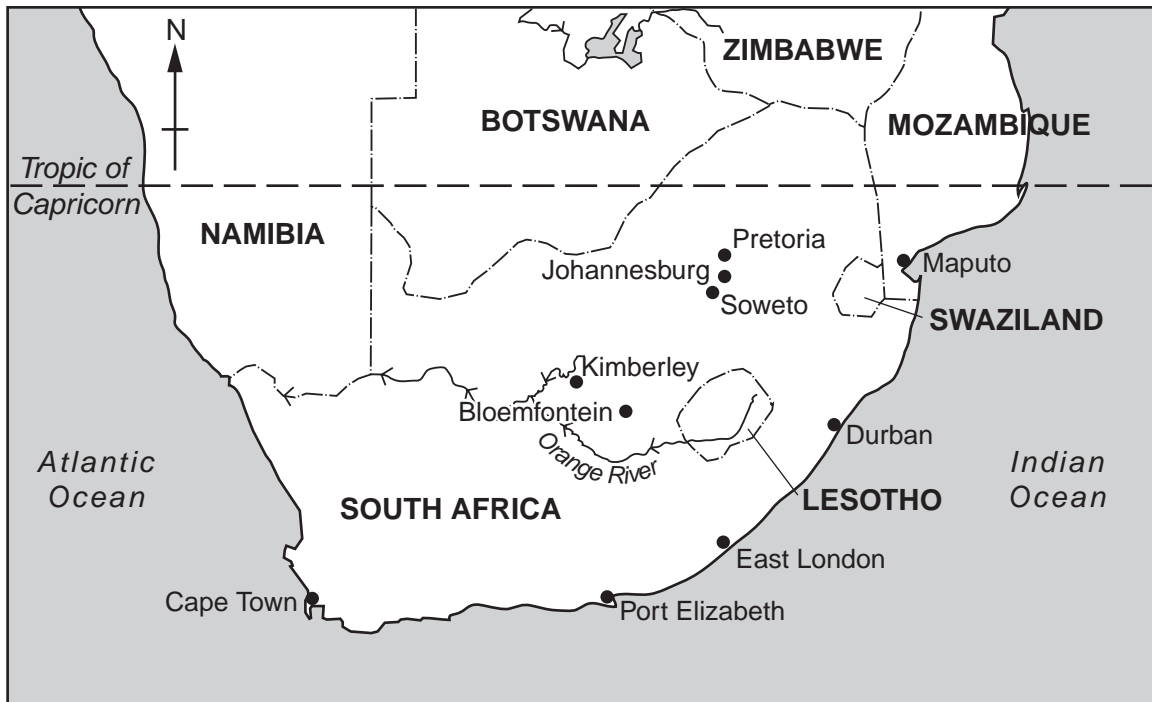 N
ZIMBABWE
BOTSWANA
MOZAMBIQUE
Tropic of
Capricorn
NAMIBIA
Pretoria
Johannesburg
Maputo
Soweto
SWAZILAND
Kimberley
Bloemfontein
Durban
Orange River
Atlantic
Ocean
Indian
Ocean
SOUTH AFRICA
LESOTHO
East London
Cape Town
Port Elizabeth